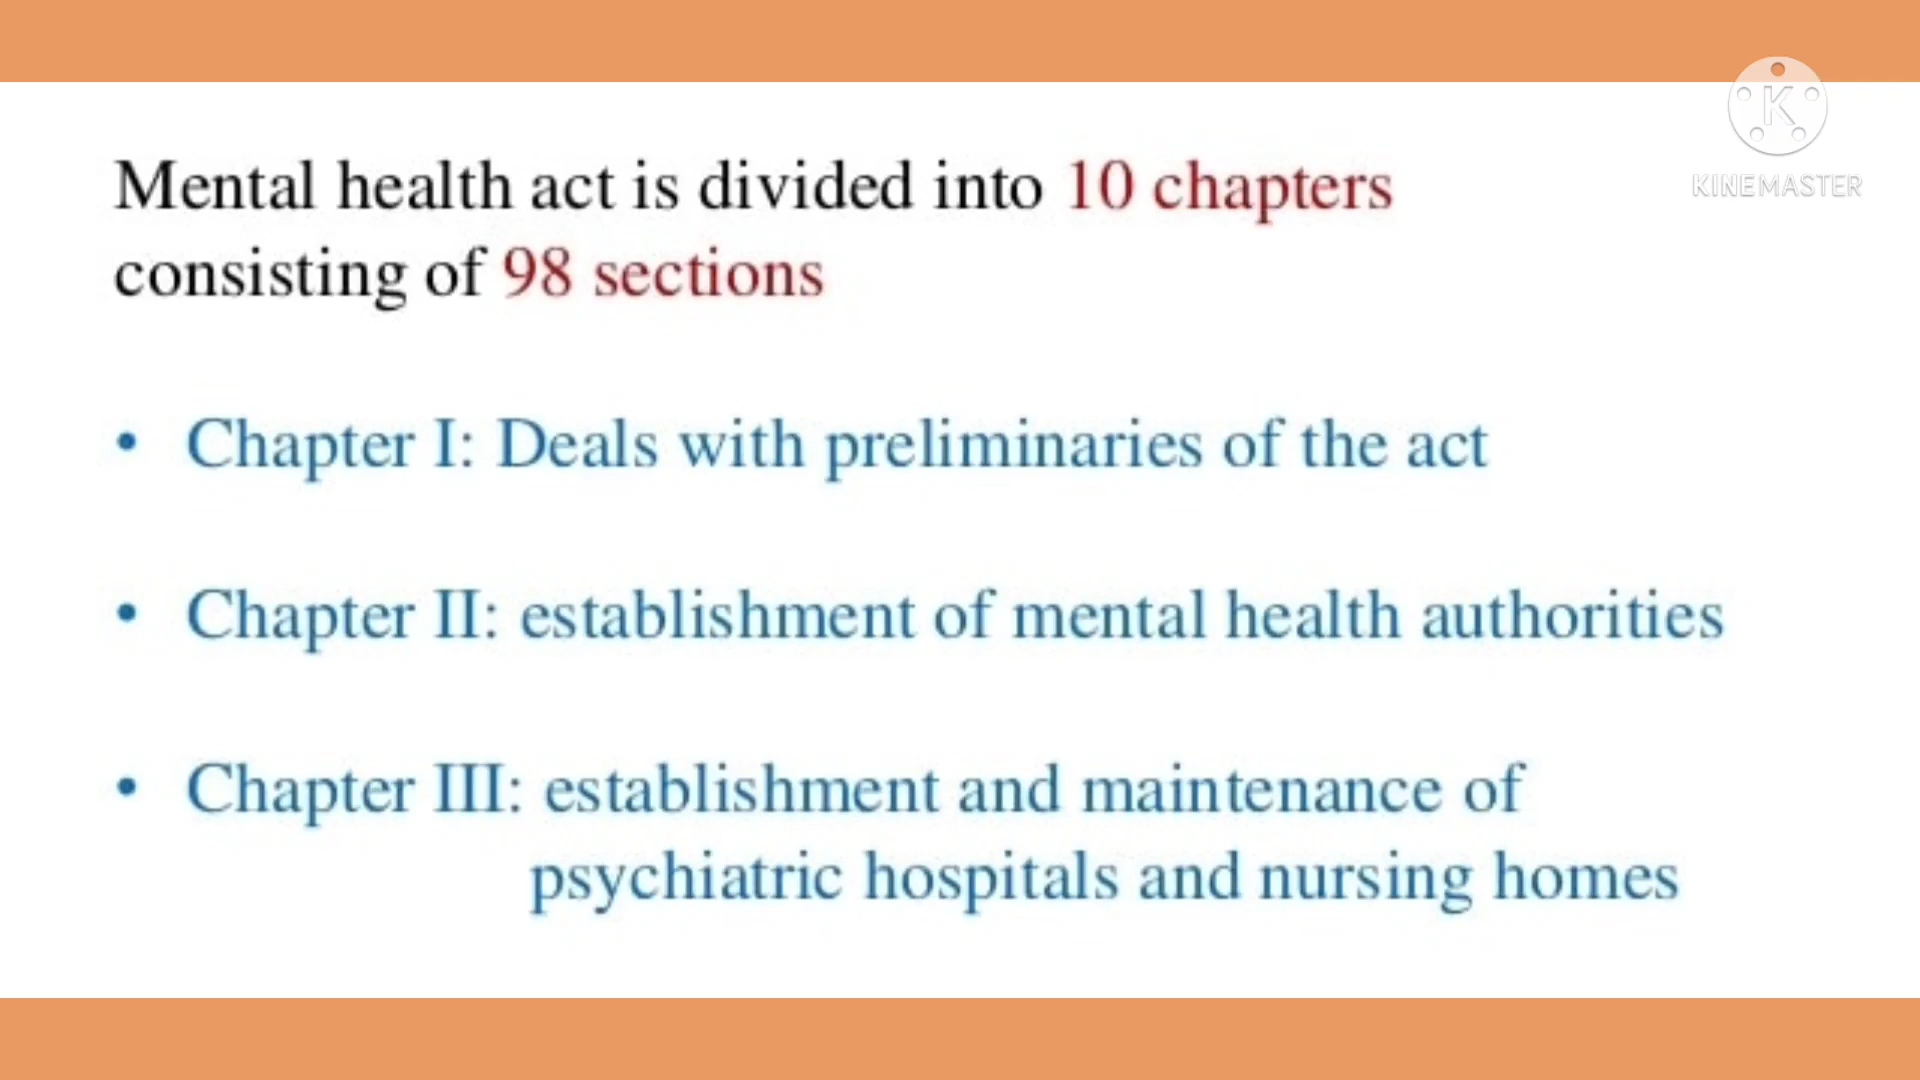 Mental health act is divided into 10 chapters
consisting of 98 sections
• Chapter I: Deals with preliminaries of the act
• Chapter II: establishment of mental health authorities
• Chapter III: establishment and maintenance of
psychiatric hospitals and nursing homes
K
KINEMASTER